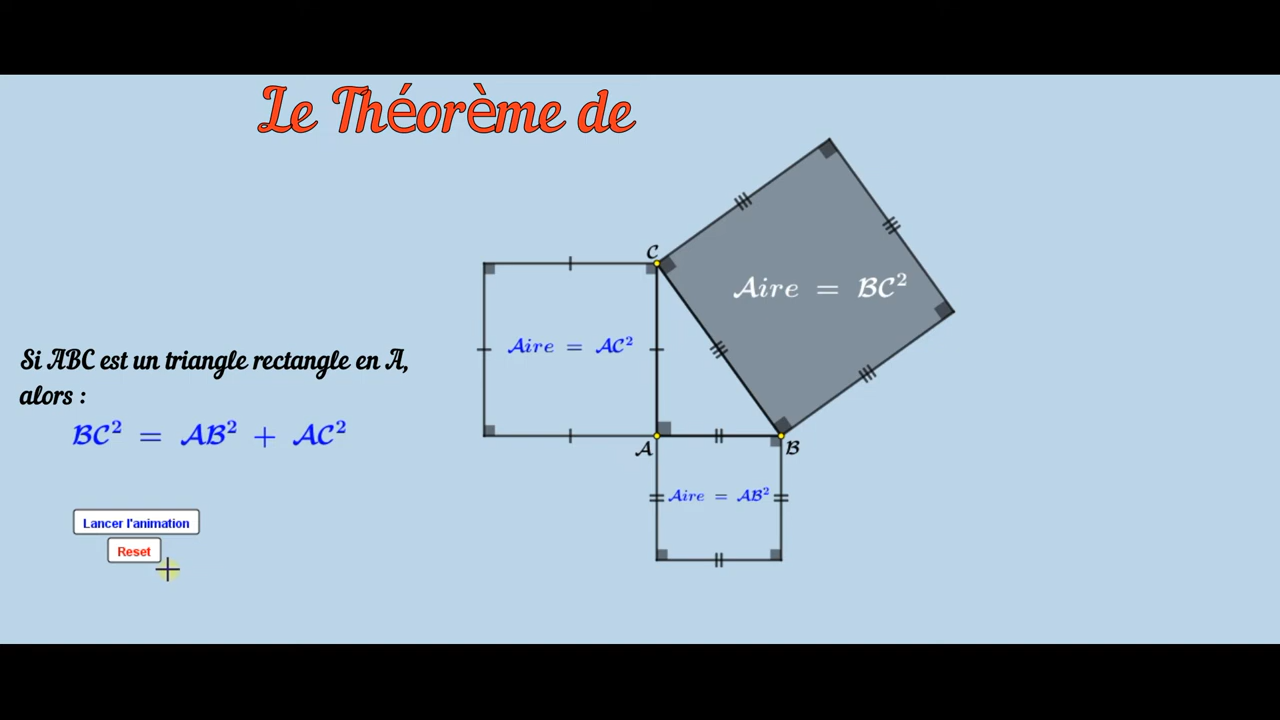 Le Théorème de
C
Aire = BC²
Aire = AC²
Si ABC est un triangle rectangle en A,
alors :
BC² = AB² + AC²
A
B
Aire = AB²
Lancer l'animation
Reset